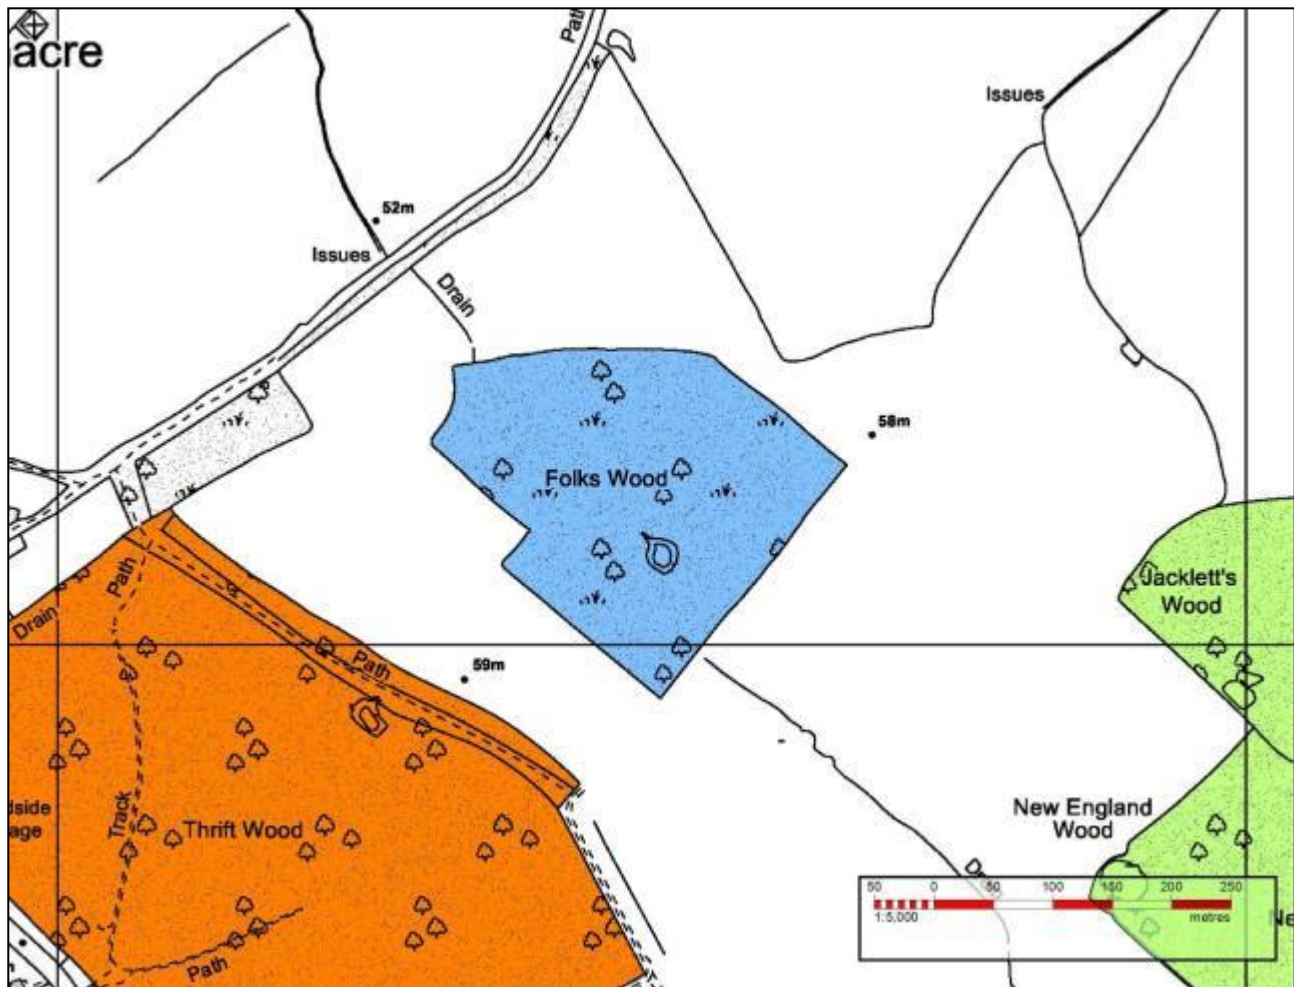 acre
Path
Issues
52m
Issues
Drain
58m
Folks Wood
Jacklett's
Wood
Path
Drain
Path
59m
New England
Wood
dside
age
Track
Thrift Wood
Path
50 0 50 100 150 200 250
1:5,000
metres
Ne